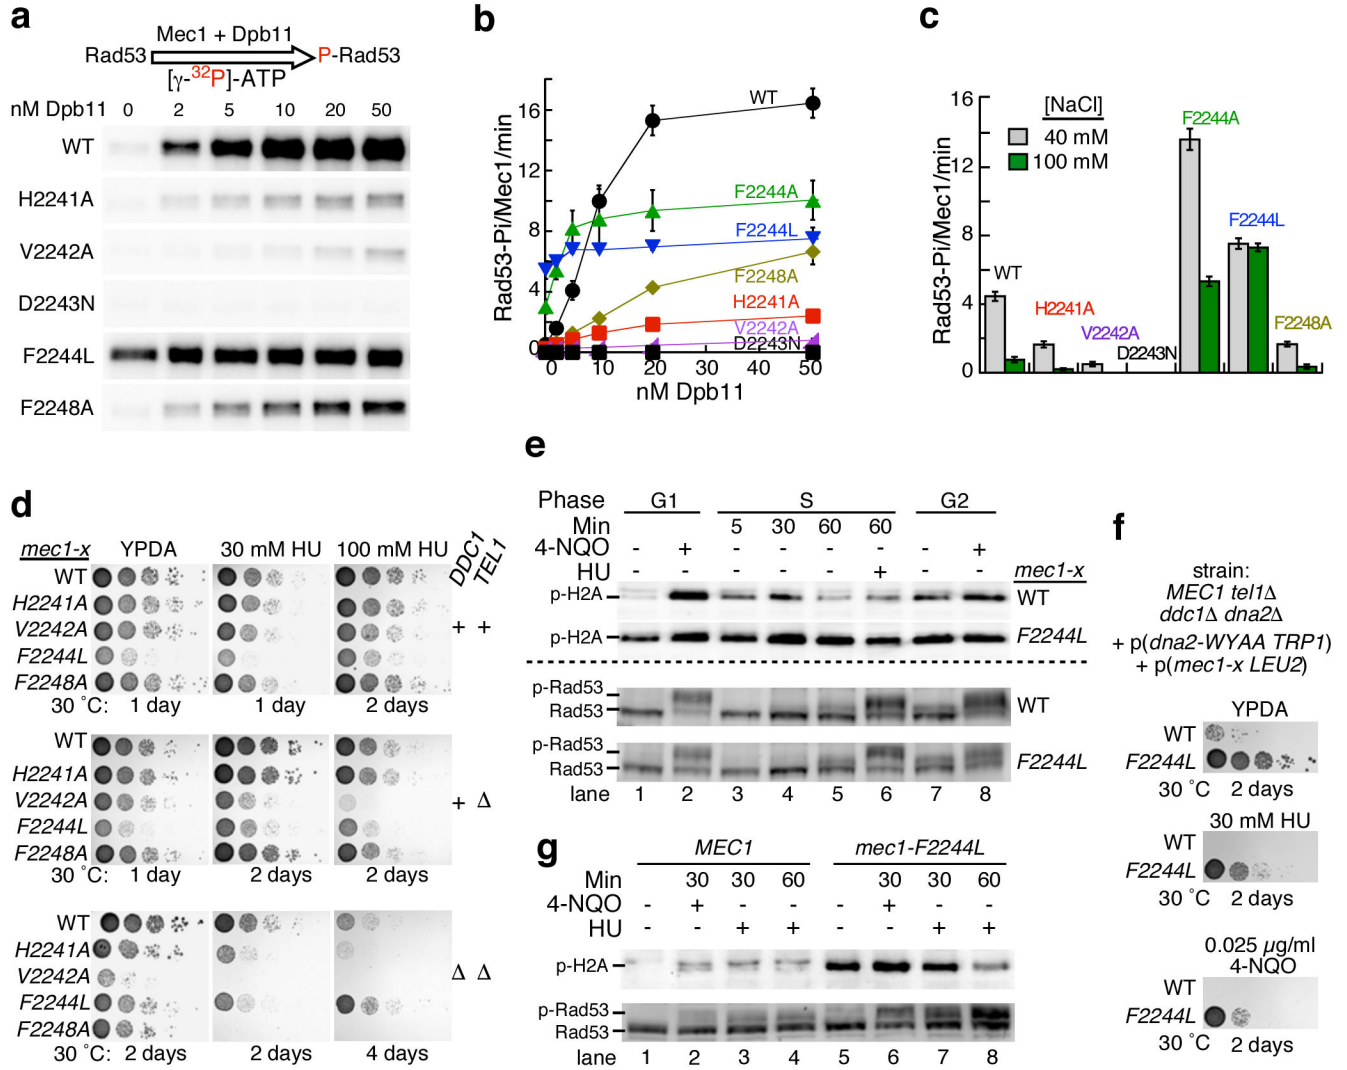 a
Mec1 + Dpb11
Rad53 P-Rad53
[γ-32P]-ATP
nM Dpb11 0 2 5 10 20 50
WT
H2241A
V2242A
D2243N
F2244L
F2248A
b
Rad53-Pi/Mec1/min
16
12
8
4
0
WT
F2244A
F2244L
F2248A
H2241A
V2242A
D2243N
0 10 20 30 40 50
nM Dpb11
c
Rad53-Pi/Mec1/min
16
12
8
4
0
[NaCl]
40 mM
100 mM
WT
H2241A
V2242A
D2243N
F2244A
F2244L
F2248A
d
mec1-x YPDA 30 mM HU 100 mM HU DDC1 TEL1
WT
H2241A
V2242A + +
F2244L
F2248A
30 °C: 1 day 1 day 2 days
WT
H2241A
V2242A + Δ
F2244L
F2248A
30 °C: 1 day 2 days 2 days
WT
H2241A
V2242A Δ Δ
F2244L
F2248A
30 °C: 2 days 2 days 4 days
e
Phase G1 S G2
Min 5 30 60 60
4-NQO - + - - - - - +
HU - - - - - + - - mec1-x
p-H2A WT
p-H2A F2244L
p-Rad53
Rad53 WT
p-Rad53
Rad53 F2244L
lane 1 2 3 4 5 6 7 8
f
strain:
MEC1 tel1Δ
ddc1Δ dna2Δ
+ p(dna2-WYAA TRP1)
+ p(mec1-x LEU2)
YPDA
WT
F2244L
30 °C 2 days
30 mM HU
WT
F2244L
30 °C 2 days
0.025 µg/ml
4-NQO
WT
F2244L
30 °C 2 days
g
MEC1 mec1-F2244L
Min 30 30 60 30 30 60
4-NQO - + - - - + - -
HU - - + + - - + +
p-H2A
p-Rad53
Rad53
lane 1 2 3 4 5 6 7 8